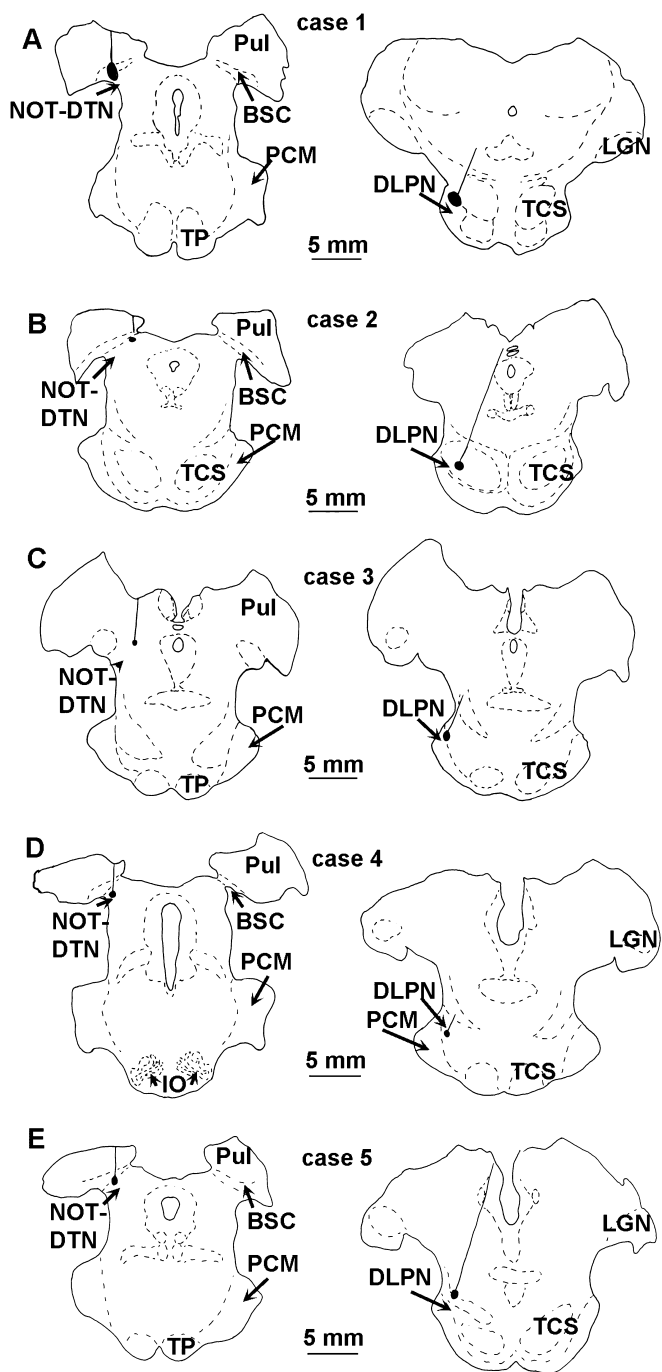 A
case 1
Pul
NOT-DTN
BSC
PCM
TP
LGN
DLPN
TCS
5 mm
B
case 2
Pul
NOT-
DTN
BSC
PCM
TCS
DLPN
TCS
5 mm
C
case 3
Pul
NOT-
DTN
PCM
TP
DLPN
TCS
5 mm
D
case 4
Pul
NOT-
DTN
BSC
PCM
IO
LGN
DLPN
PCM
TCS
5 mm
E
case 5
Pul
NOT-
DTN
BSC
PCM
TP
LGN
DLPN
TCS
5 mm